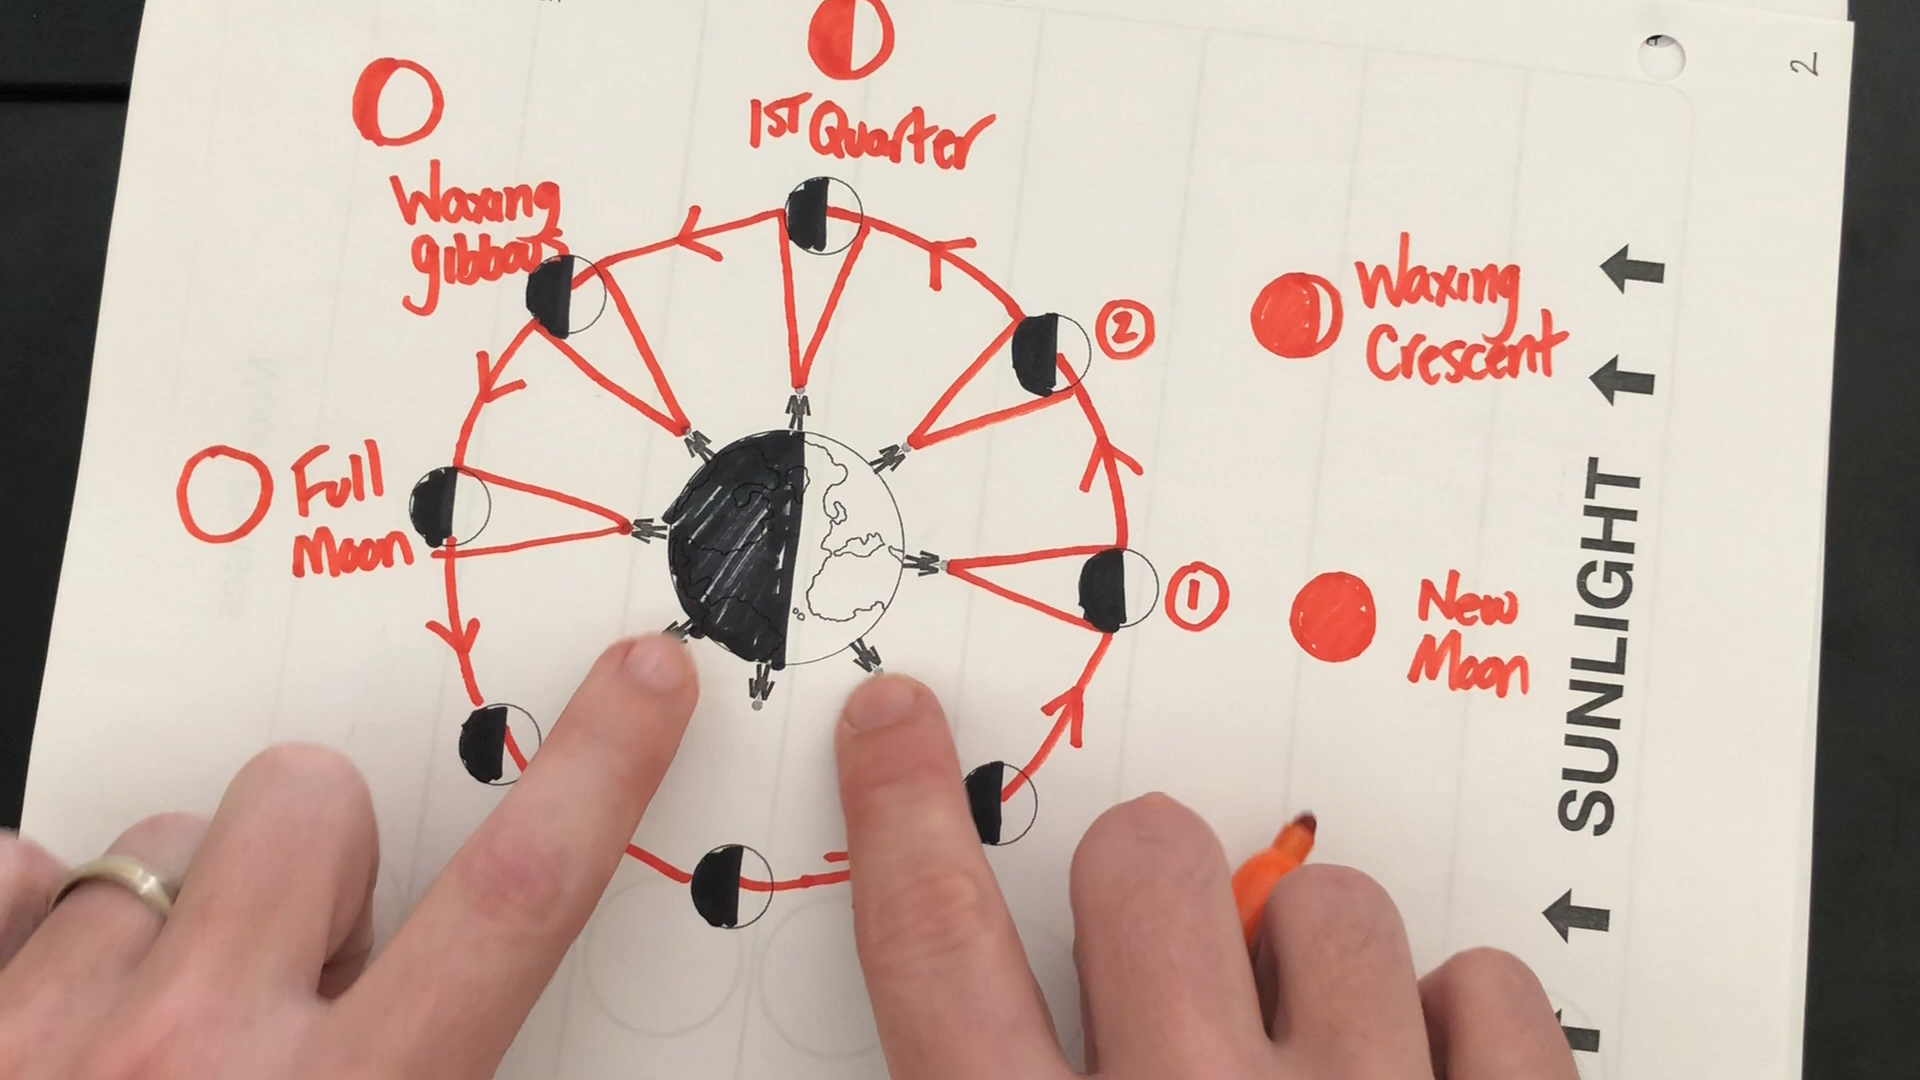 2
1ST Quarter
Waxing
gibbous
②
Waxing
Crescent
Full
Moon
①
New
Moon
SUNLIGHT